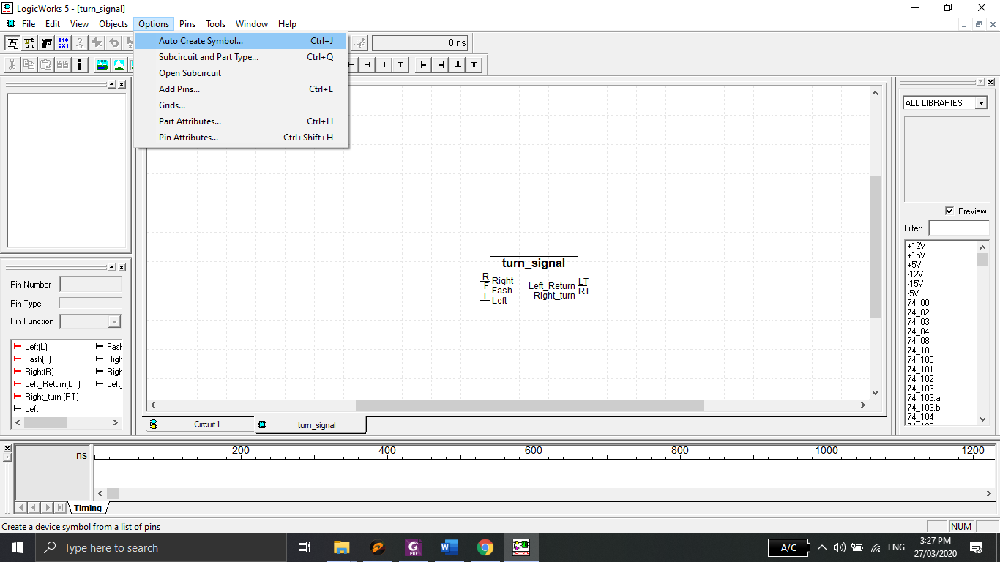 LogicWorks 5 - [turn_signal]
File Edit View Objects Options Pins Tools Window Help
Auto Create Symbol... Ctrl+J
Subcircuit and Part Type... Ctrl+Q
Open Subcircuit
Add Pins... Ctrl+E
Grids...
Part Attributes... Ctrl+H
Pin Attributes... Ctrl+Shift+H
0 ns
Pin Number
Pin Type
Pin Function
Left(L) Fash
Fash(F) Righ
Right(R) Righ
Left_Return(LT) Left_
Right_turn (RT)
Left
turn_signal
R Right
F Fash
L Left
Left_Return LT
Right_turn RT
Circuit1 turn_signal
ALL LIBRARIES
Preview
Filter:
+12V
+15V
+5V
-12V
-15V
-5V
74_00
74_02
74_03
74_04
74_08
74_10
74_100
74_101
74_102
74_103
74_103.a
74_103.b
74_104
74_105
ns
200 400 600 800 1000 1200
Timing
Create a device symbol from a list of pins
NUM
Type here to search
A/C
ENG
3:27 PM
27/03/2020